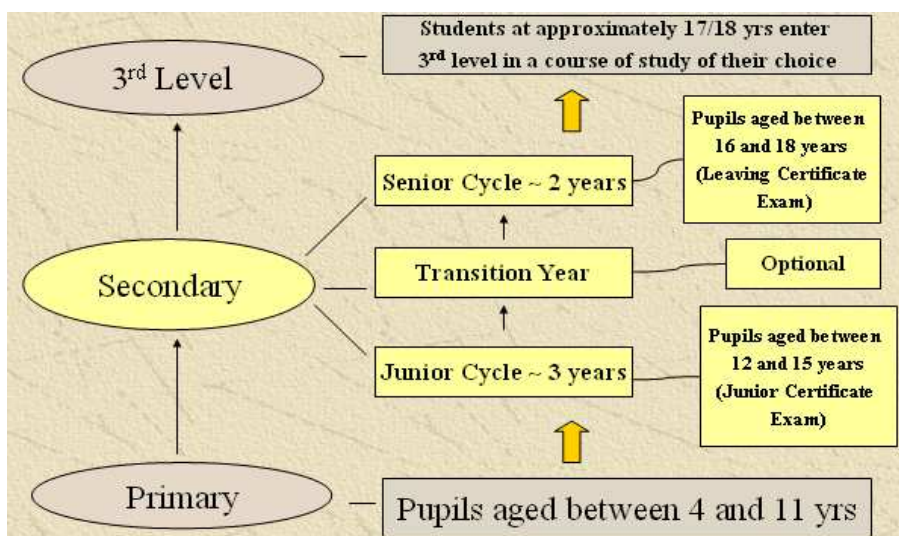 Students at approximately 17/18 yrs enter
3rd level in a course of study of their choice
3rd Level
Pupils aged between
16 and 18 years
(Leaving Certificate
Exam)
Senior Cycle ~ 2 years
Secondary
Transition Year
Optional
Pupils aged between
12 and 15 years
(Junior Certificate
Exam)
Junior Cycle ~ 3 years
Primary
Pupils aged between 4 and 11 yrs